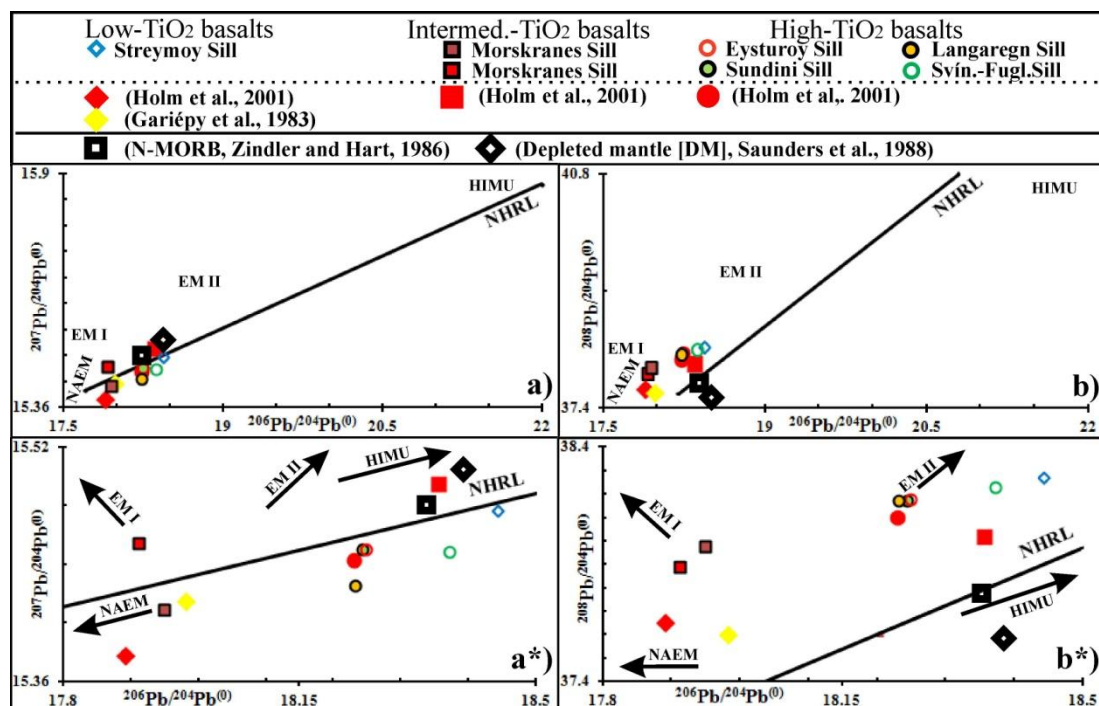 Low-TiO2 basalts Intermed.-TiO2 basalts High-TiO2 basalts
Streymoy Sill Morskranes Sill Eysturoy Sill Langaregn Sill
Morskranes Sill Sundini Sill Svín.-Fugl.Sill
(Holm et al., 2001) (Holm et al., 2001) (Holm et al,. 2001)
(Gariépy et al., 1983)
(N-MORB, Zindler and Hart, 1986) (Depleted mantle [DM], Saunders et al., 1988)
15.9
207Pb/204Pb(0)
15.36
HIMU
NHRL
EM II
EM I
NAEM
a)
17.5 19 20.5 22
206Pb/204Pb(0)
40.8
208Pb/204Pb(0)
37.4
NHRL
HIMU
EM II
EM I
NAEM
b)
17.5 19 20.5 22
206Pb/204Pb(0)
15.52
207Pb/204Pb(0)
15.36
EM I
EM II
HIMU
NHRL
NAEM
a*)
17.8 18.15 18.5
206Pb/204Pb(0)
38.4
208Pb/204Pb(0)
37.4
EM I
EM II
NHRL
HIMU
NAEM
b*)
17.8 18.15 18.5
206Pb/204Pb(0)